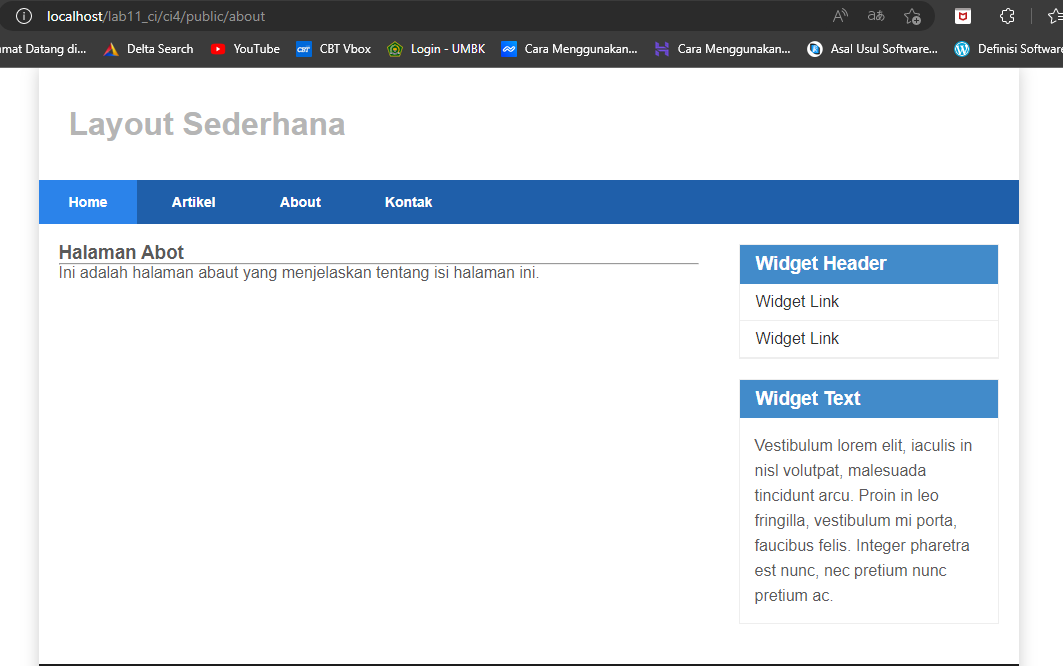 localhost/lab11_ci/ci4/public/about
mat Datang di... Delta Search YouTube CBT CBT Vbox Login - UMBK Cara Menggunakan... Cara Menggunakan... Asal Usul Software... Definisi Software
Layout Sederhana
Home Artikel About Kontak
Halaman Abot
Ini adalah halaman abaut yang menjelaskan tentang isi halaman ini.
Widget Header
Widget Link
Widget Link
Widget Text
Vestibulum lorem elit, iaculis in
nisl volutpat, malesuada
tincidunt arcu. Proin in leo
fringilla, vestibulum mi porta,
faucibus felis. Integer pharetra
est nunc, nec pretium nunc
pretium ac.